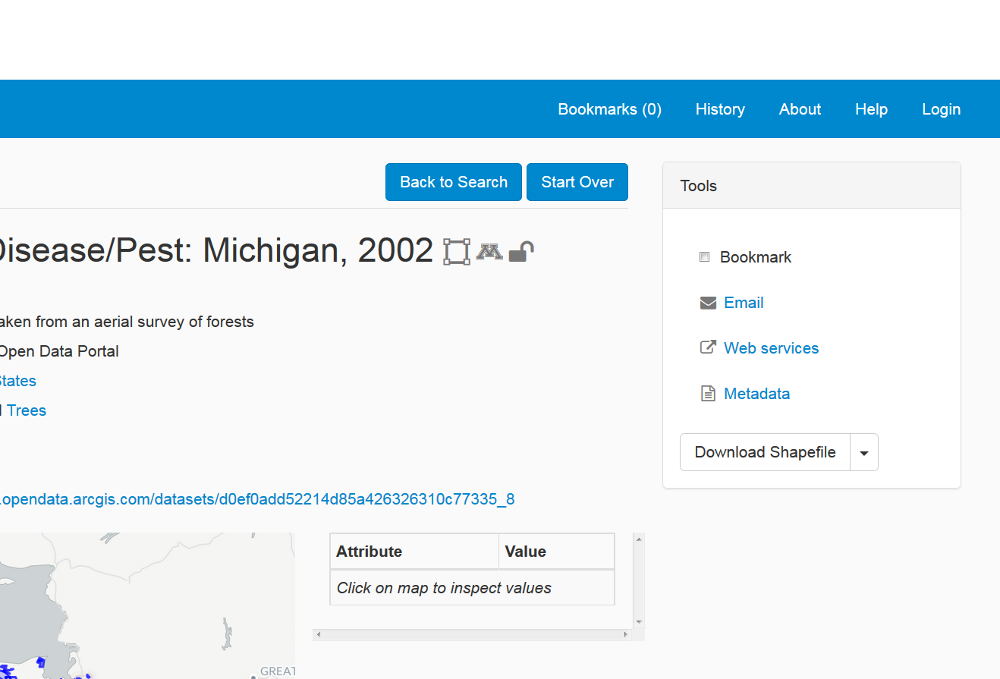 Bookmarks (0) History About Help Login
Back to Search Start Over
Tools
Disease/Pest: Michigan, 2002
Bookmark
Email
Web services
Metadata
Download Shapefile
aken from an aerial survey of forests
Open Data Portal
States
Trees
.opendata.arcgis.com/datasets/d0ef0add52214d85a426326310c77335_8
Attribute Value
Click on map to inspect values
GREAT